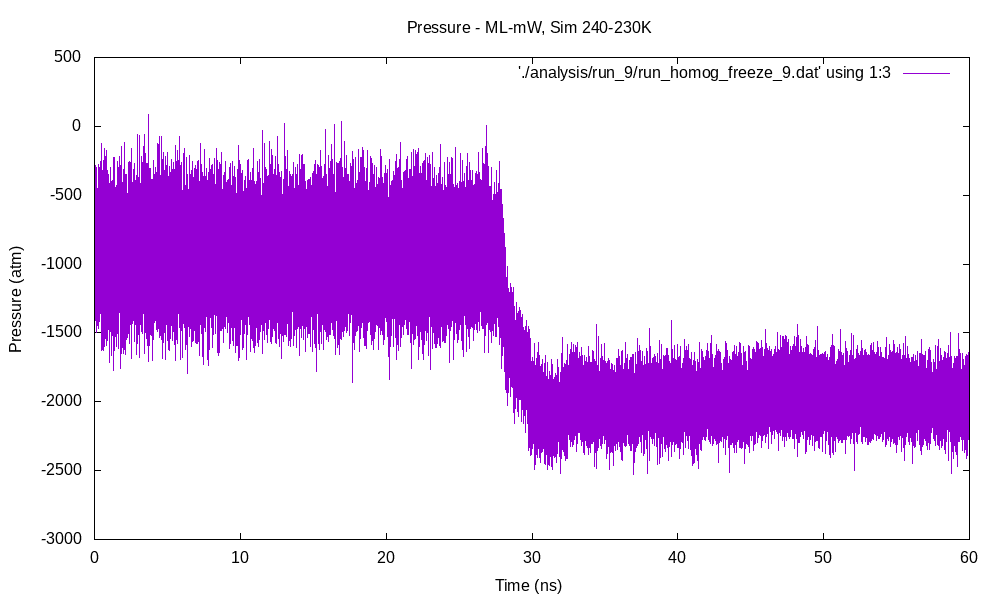 Pressure - ML-mW, Sim 240-230K
'./analysis/run_9/run_homog_freeze_9.dat' using 1:3
500
0
-500
-1000
-1500
-2000
-2500
-3000
Pressure (atm)
0 10 20 30 40 50 60
Time (ns)